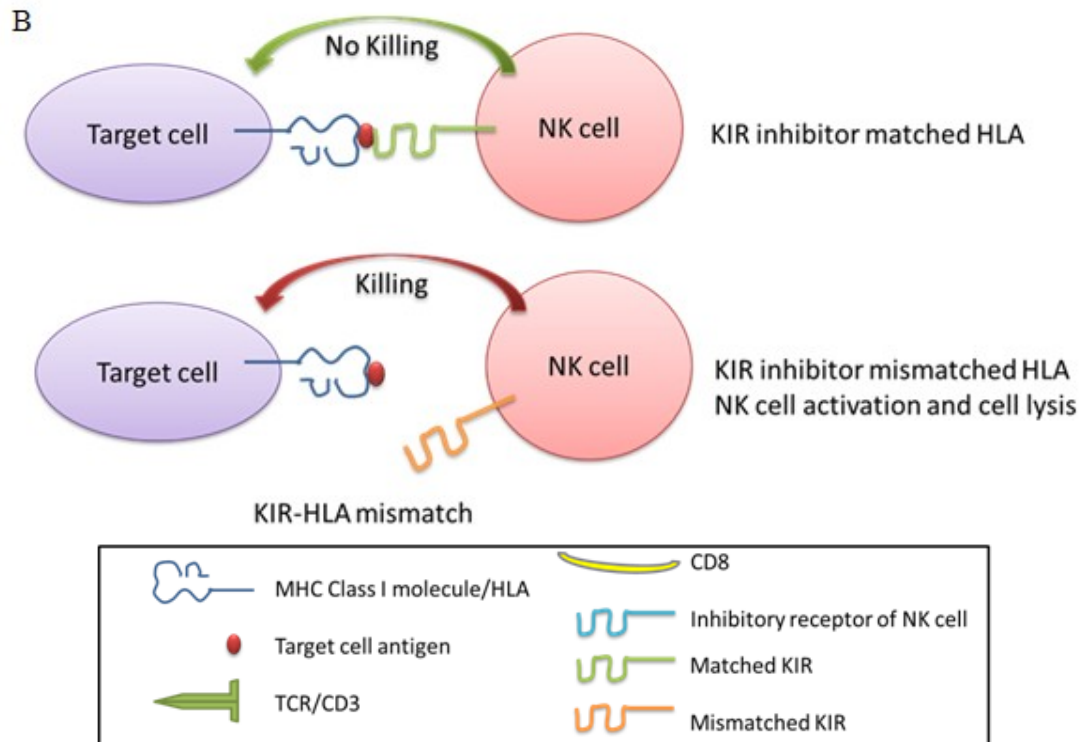 B
No Killing
Target cell
NK cell
KIR inhibitor matched HLA
Killing
Target cell
NK cell
KIR inhibitor mismatched HLA
NK cell activation and cell lysis
KIR-HLA mismatch
MHC Class I molecule/HLA
Target cell antigen
TCR/CD3
CD8
Inhibitory receptor of NK cell
Matched KIR
Mismatched KIR